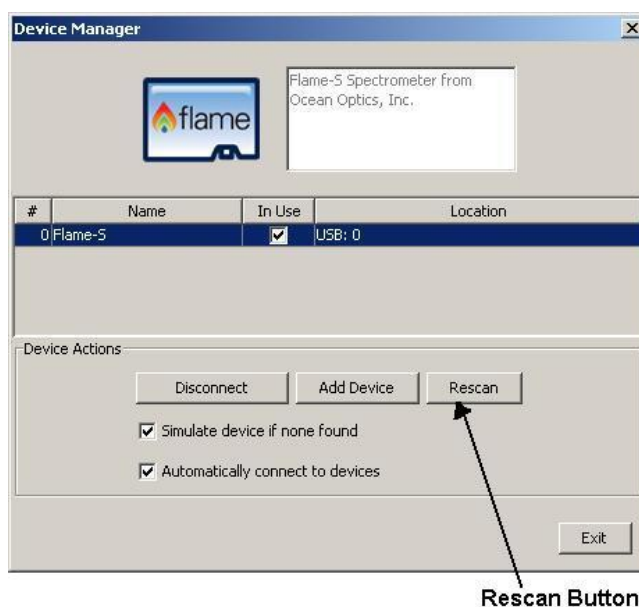 Device Manager
flame
Flame-S Spectrometer from
Ocean Optics, Inc.
# Name In Use Location
0 Flame-S USB: 0
Device Actions
Disconnect Add Device Rescan
Simulate device if none found
Automatically connect to devices
Exit
Rescan Button